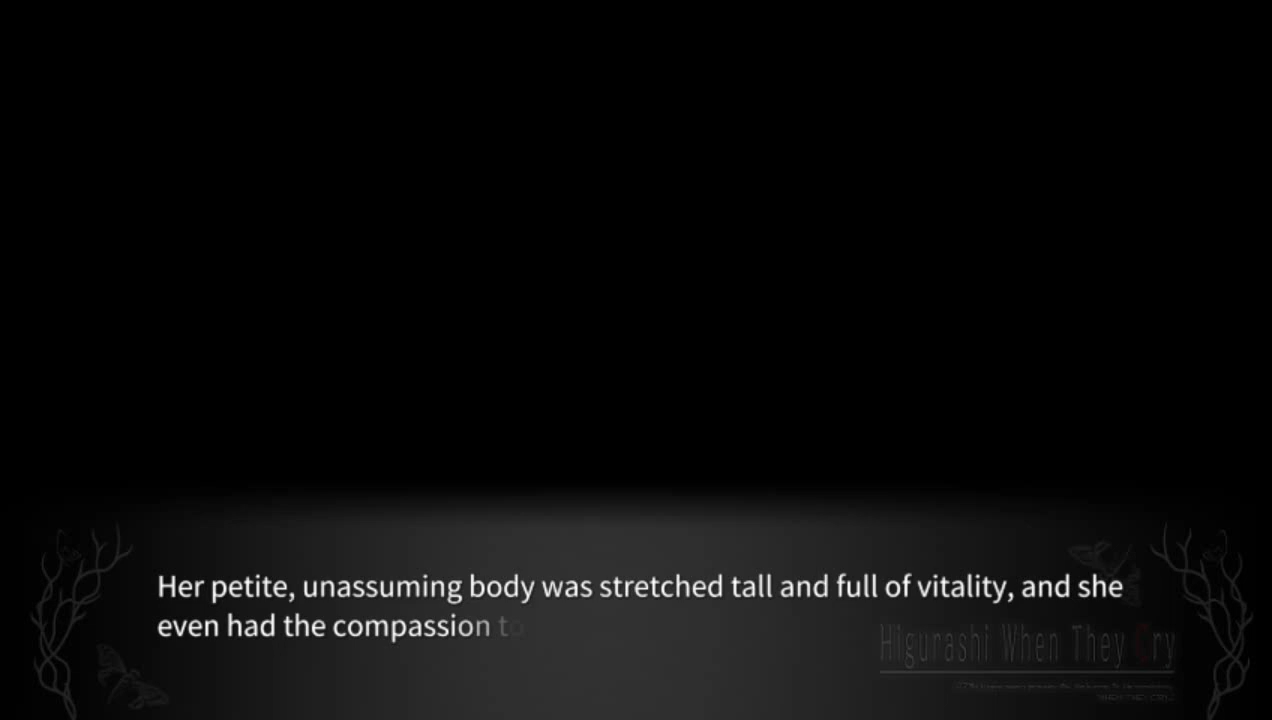 Her petite, unassuming body was stretched tall and full of vitality, and she
even had the compassion to
Higurashi When They Cry